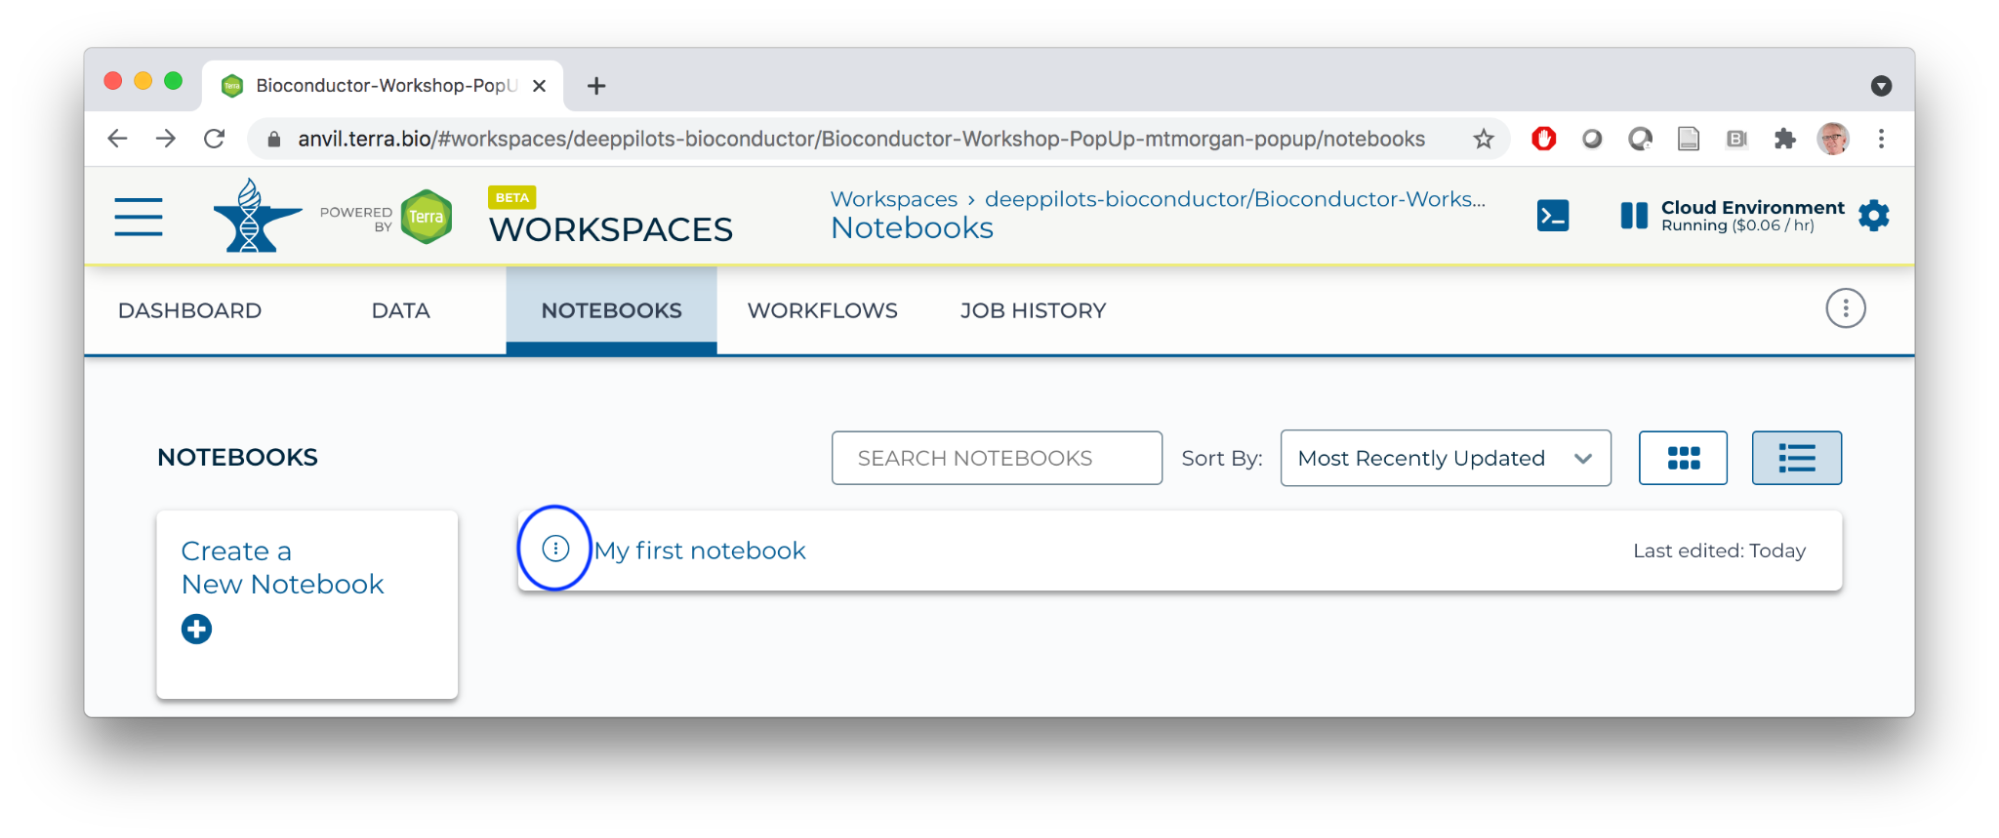 Bioconductor-Workshop-PopU
anvil.terra.bio/#workspaces/deeppilots-bioconductor/Bioconductor-Workshop-PopUp-mtmorgan-popup/notebooks
POWERED BY
Terra
BETA
WORKSPACES
Workspaces › deeppilots-bioconductor/Bioconductor-Works...
Notebooks
Cloud Environment
Running ($0.06 / hr)
DASHBOARD
DATA
NOTEBOOKS
WORKFLOWS
JOB HISTORY
NOTEBOOKS
SEARCH NOTEBOOKS
Sort By:
Most Recently Updated
Create a
New Notebook
My first notebook
Last edited: Today